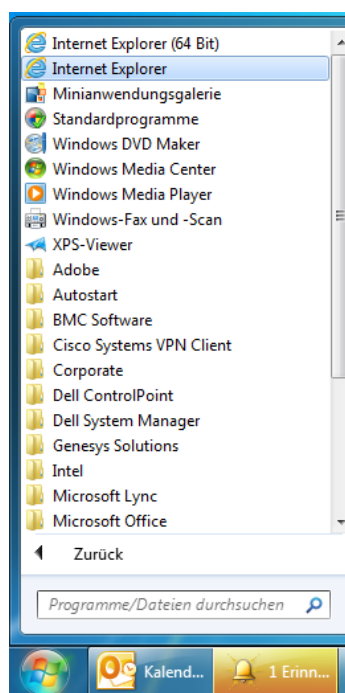 Internet Explorer (64 Bit)
Internet Explorer
Minianwendungsgalerie
Standardprogramme
Windows DVD Maker
Windows Media Center
Windows Media Player
Windows-Fax und -Scan
XPS-Viewer
Adobe
Autostart
BMC Software
Cisco Systems VPN Client
Corporate
Dell ControlPoint
Dell System Manager
Genesys Solutions
Intel
Microsoft Lync
Microsoft Office
Zurück
Programme/Dateien durchsuchen
Kalend... 1 Erinn...